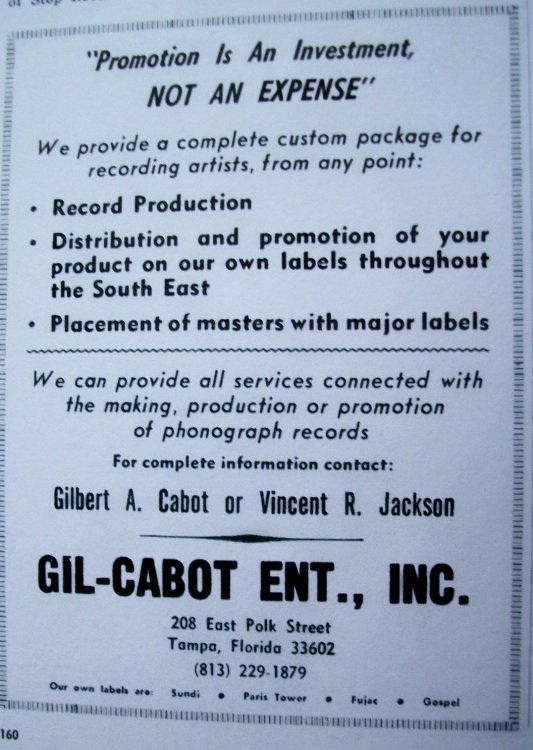 "Promotion Is An Investment,
NOT AN EXPENSE"
We provide a complete custom package for
recording artists, from any point:
• Record Production
• Distribution and promotion of your
product on our own labels throughout
the South East
• Placement of masters with major labels
We can provide all services connected with
the making, production or promotion
of phonograph records
For complete information contact:
Gilbert A. Cabot or Vincent R. Jackson
GIL-CABOT ENT., INC.
208 East Polk Street
Tampa, Florida 33602
(813) 229-1879
Our own labels are: Sundi • Paris Tower • Fujac • Gospel
160